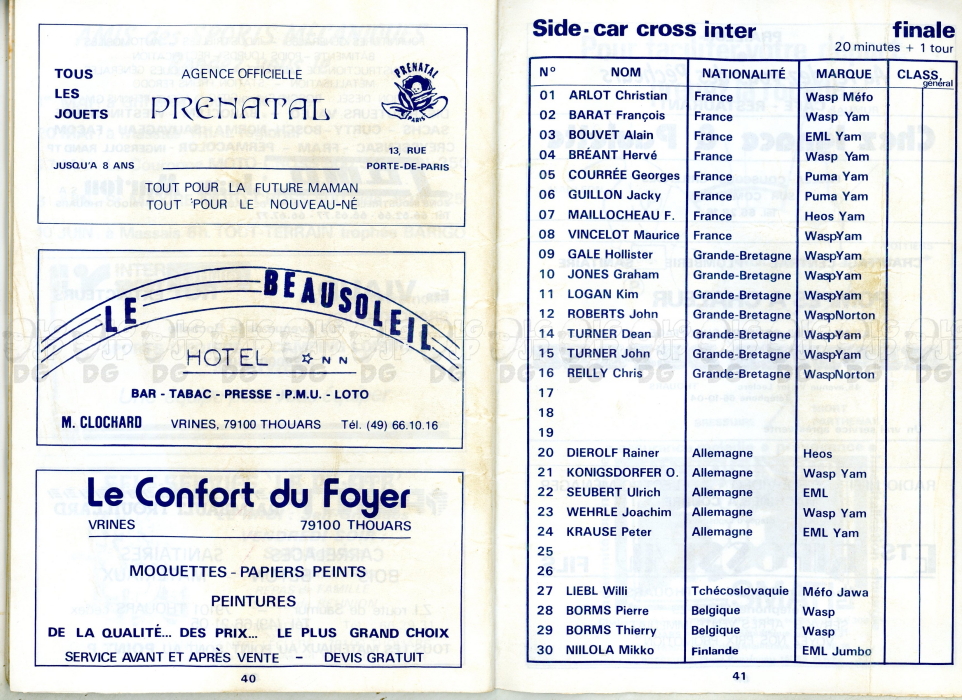 TOUS
LES
JOUETS
JUSQU'A 8 ANS
AGENCE OFFICIELLE
PRENATAL
PRENATAL
PARIS
13, RUE
PORTE-DE-PARIS
TOUT POUR LA FUTURE MAMAN
TOUT POUR LE NOUVEAU-NÉ
LE BEAUSOLEIL
HOTEL ☆ N N
BAR - TABAC - PRESSE - P.M.U. - LOTO
M. CLOCHARD VRINES, 79100 THOUARS Tél. (49) 66.10.16
Le Confort du Foyer
VRINES 79100 THOUARS
MOQUETTES - PAPIERS PEINTS
PEINTURES
DE LA QUALITÉ... DES PRIX... LE PLUS GRAND CHOIX
SERVICE AVANT ET APRÈS VENTE - DEVIS GRATUIT
40
Side-car cross inter finale
20 minutes + 1 tour
N° NOM NATIONALITÉ MARQUE CLASS. général
01 ARLOT Christian France Wasp Méfo
02 BARAT François France Wasp Yam
03 BOUVET Alain France EML Yam
04 BRÉANT Hervé France Wasp Yam
05 COURRÉE Georges France Puma Yam
06 GUILLON Jacky France Puma Yam
07 MAILLOCHEAU F. France Heos Yam
08 VINCELOT Maurice France WaspYam
09 GALE Hollister Grande-Bretagne WaspYam
10 JONES Graham Grande-Bretagne WaspYam
11 LOGAN Kim Grande-Bretagne WaspYam
12 ROBERTS John Grande-Bretagne WaspNorton
14 TURNER Dean Grande-Bretagne WaspYam
15 TURNER John Grande-Bretagne WaspYam
16 REILLY Chris Grande-Bretagne WaspNorton
17
18
19
20 DIEROLF Rainer Allemagne Heos
21 KONIGSDORFER O. Allemagne Wasp Yam
22 SEUBERT Ulrich Allemagne EML
23 WEHRLE Joachim Allemagne Wasp Yam
24 KRAUSE Peter Allemagne EML Yam
25
26
27 LIEBL Willi Tchécoslovaquie Méfo Jawa
28 BORMS Pierre Belgique Wasp
29 BORMS Thierry Belgique Wasp
30 NIILOLA Mikko Finlande EML Jumbo
41